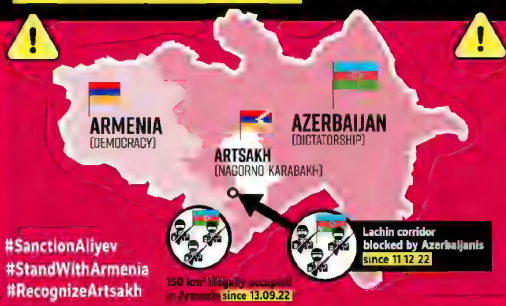 ARMENIA
(DEMOCRACY)
AZERBAIJAN
(DICTATORSHIP)
ARTSAKH
(NAGORNO KARABAKH)
Lachin corridor
blocked by Azerbaijanis
since 11 12 22
150 km² illegally occupied
in Armenia since 13.09.22
#SanctionAliyev
#StandWithArmenia
#RecognizeArtsakh